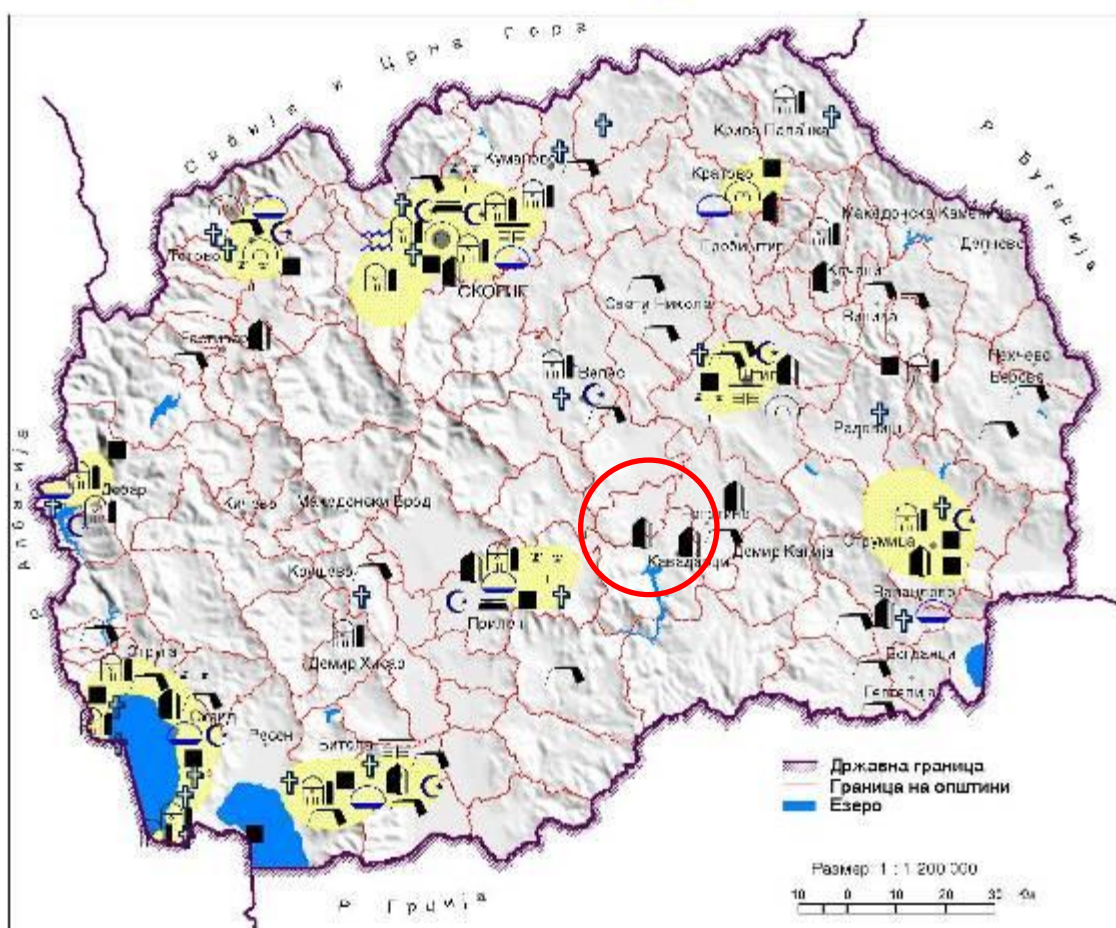 Србија и Црна Гора
Крива Паланка
Куманово
Кратово
Р Бугарија
Македонска Каменица
Делчево
Пробиштип
Тетово
Кочани
СКОПЈЕ
Свети Николе
Виница
Гостивар
Пехчево
Велес
Берово
Штип
Радовиш
Р Албанија
Дебар
Кичево
Македонски Брод
Неготино
Демир Капија
Струмица
Кавадарци
Крушево
Валандово
Прилеп
Демир Хисар
Струга
Богданци
Гевгелија
Охрид
Ресен
Битола
Државна граница
Граница на општини
Езеро
Размер: 1 : 1 200 000
10 0 10 20 30 Км
Р Грција